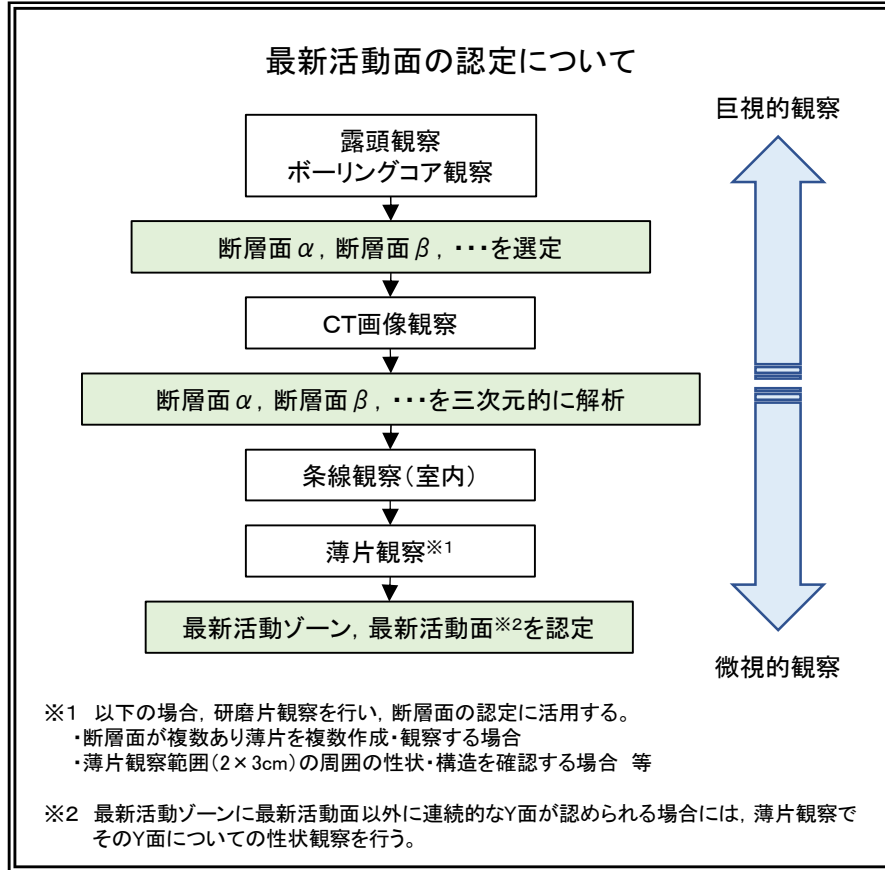 最新活動面の認定について
巨視的観察
露頭観察
ボーリングコア観察
断層面α，断層面β，・・・を選定
CT画像観察
断層面α，断層面β，・・・を三次元的に解析
条線観察（室内）
薄片観察※1
最新活動ゾーン，最新活動面※2を認定
微視的観察
※1　以下の場合，研磨片観察を行い，断層面の認定に活用する。
・断層面が複数あり薄片を複数作成・観察する場合
・薄片観察範囲（2×3cm）の周囲の性状・構造を確認する場合　等
※2　最新活動ゾーンに最新活動面以外に連続的なY面が認められる場合には，薄片観察で
そのY面についての性状観察を行う。